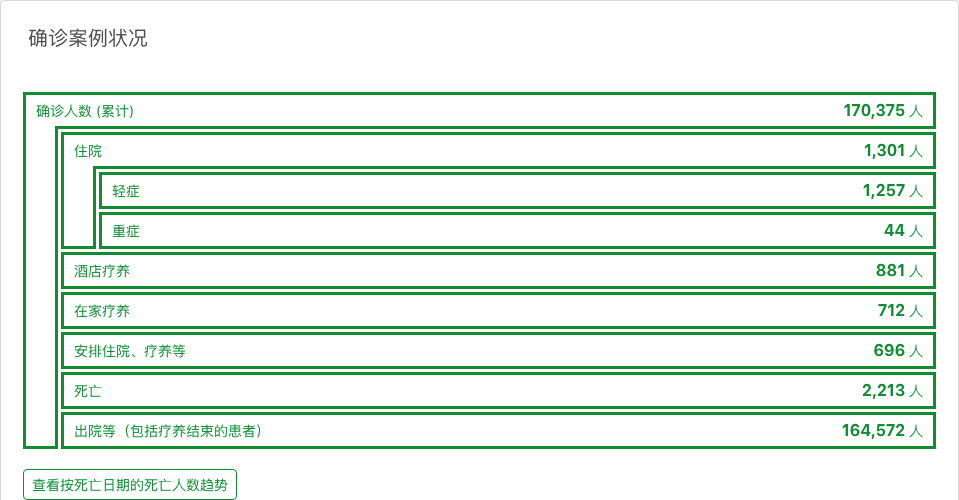 确诊案例状况
确诊人数 (累计) 170,375 人
住院 1,301 人
轻症 1,257 人
重症 44 人
酒店疗养 881 人
在家疗养 712 人
安排住院、疗养等 696 人
死亡 2,213 人
出院等（包括疗养结束的患者） 164,572 人
查看按死亡日期的死亡人数趋势